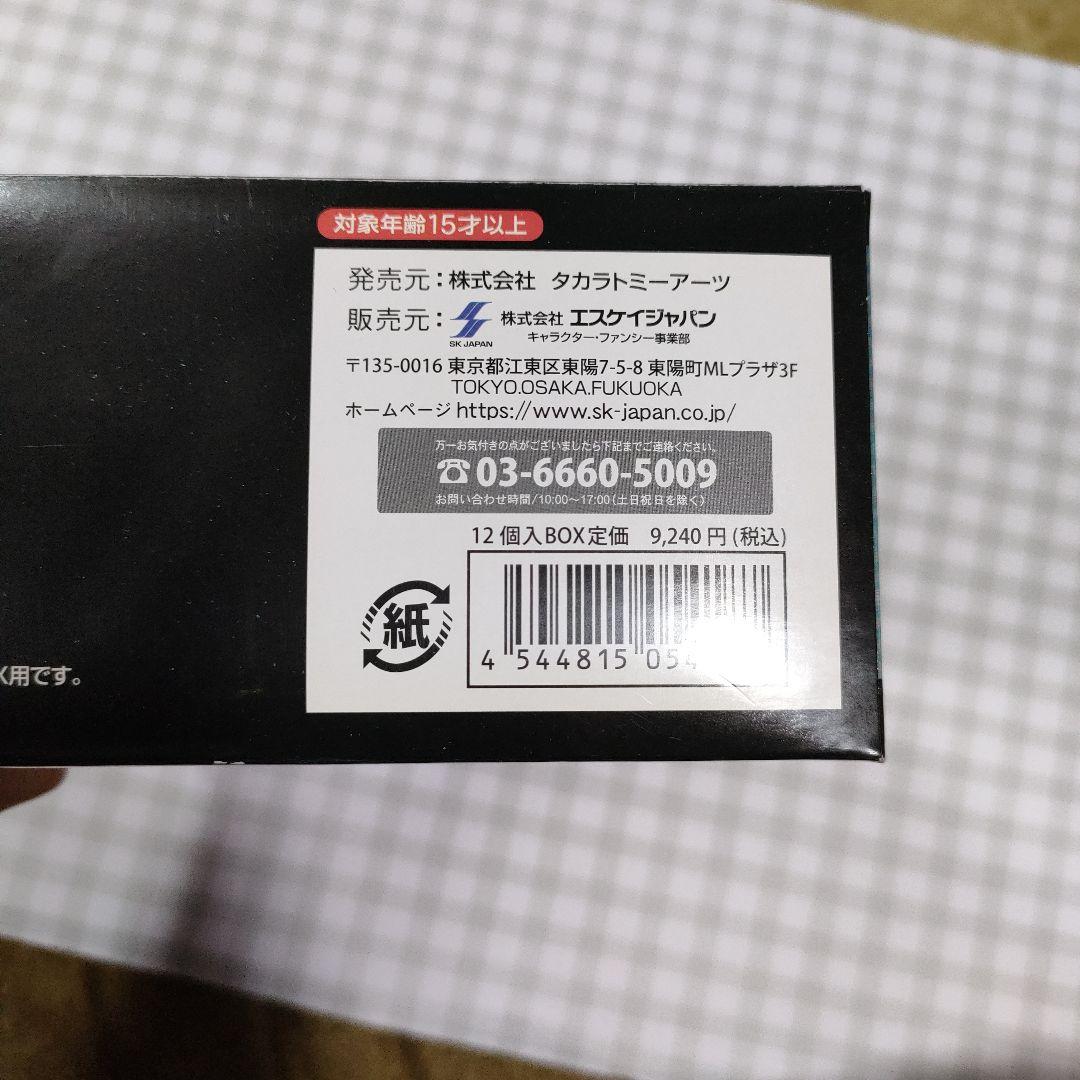 対象年齢15才以上
発売元:株式会社 タカラトミーアーツ
販売元: SK JAPAN 株式会社 エスケイジャパン
キャラクター・ファンシー事業部
〒135-0016 東京都江東区東陽7-5-8 東陽町MLプラザ3F
TOKYO.OSAKA.FUKUOKA
ホームページ https://www.sk-japan.co.jp/
万一お気付きの点がございましたら下記までご連絡ください。
☎03-6660-5009
お問い合わせ時間/10:00〜17:00(土日祝日を除く)
12個入BOX定価 9,240円(税込)
紙
4 544815 054
用です。